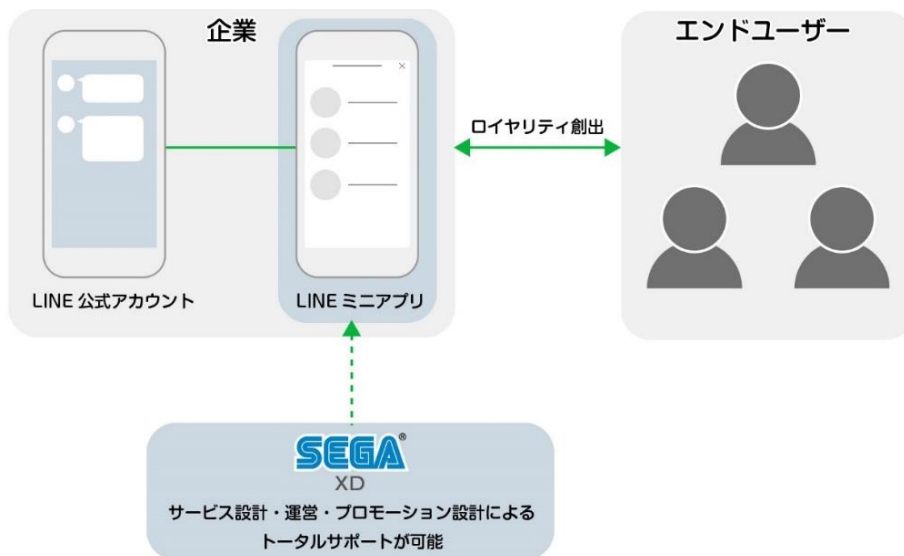 企業
エンドユーザー
ロイヤリティ創出
LINE 公式アカウント
LINE ミニアプリ
SEGA®
XD
サービス設計・運営・プロモーション設計による
トータルサポートが可能